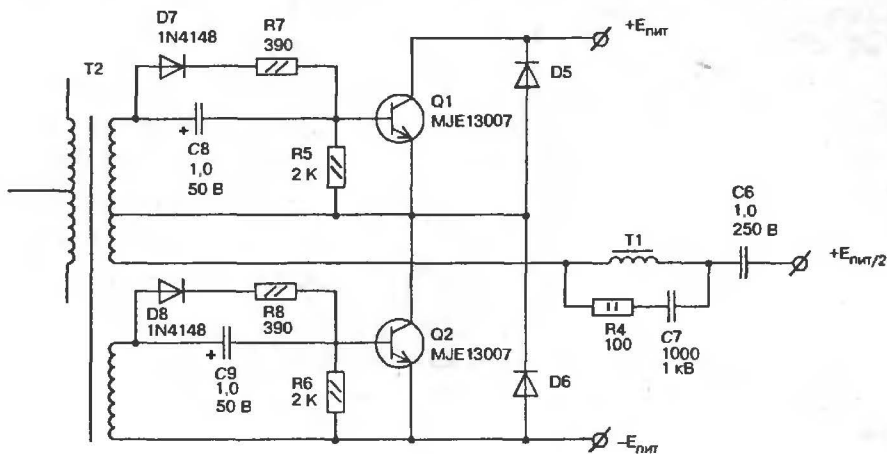 D7
1N4148
R7
390
+Eпит
T2
D5
Q1
MJE13007
+
C8
1,0
50 В
R5
2 K
C6
1,0
250 В
T1
+Eпит/2
D8
1N4148
R8
390
R4
100
C7
1000
1 кВ
Q2
MJE13007
+
C9
1,0
50 В
R6
2 K
D6
–Eпит